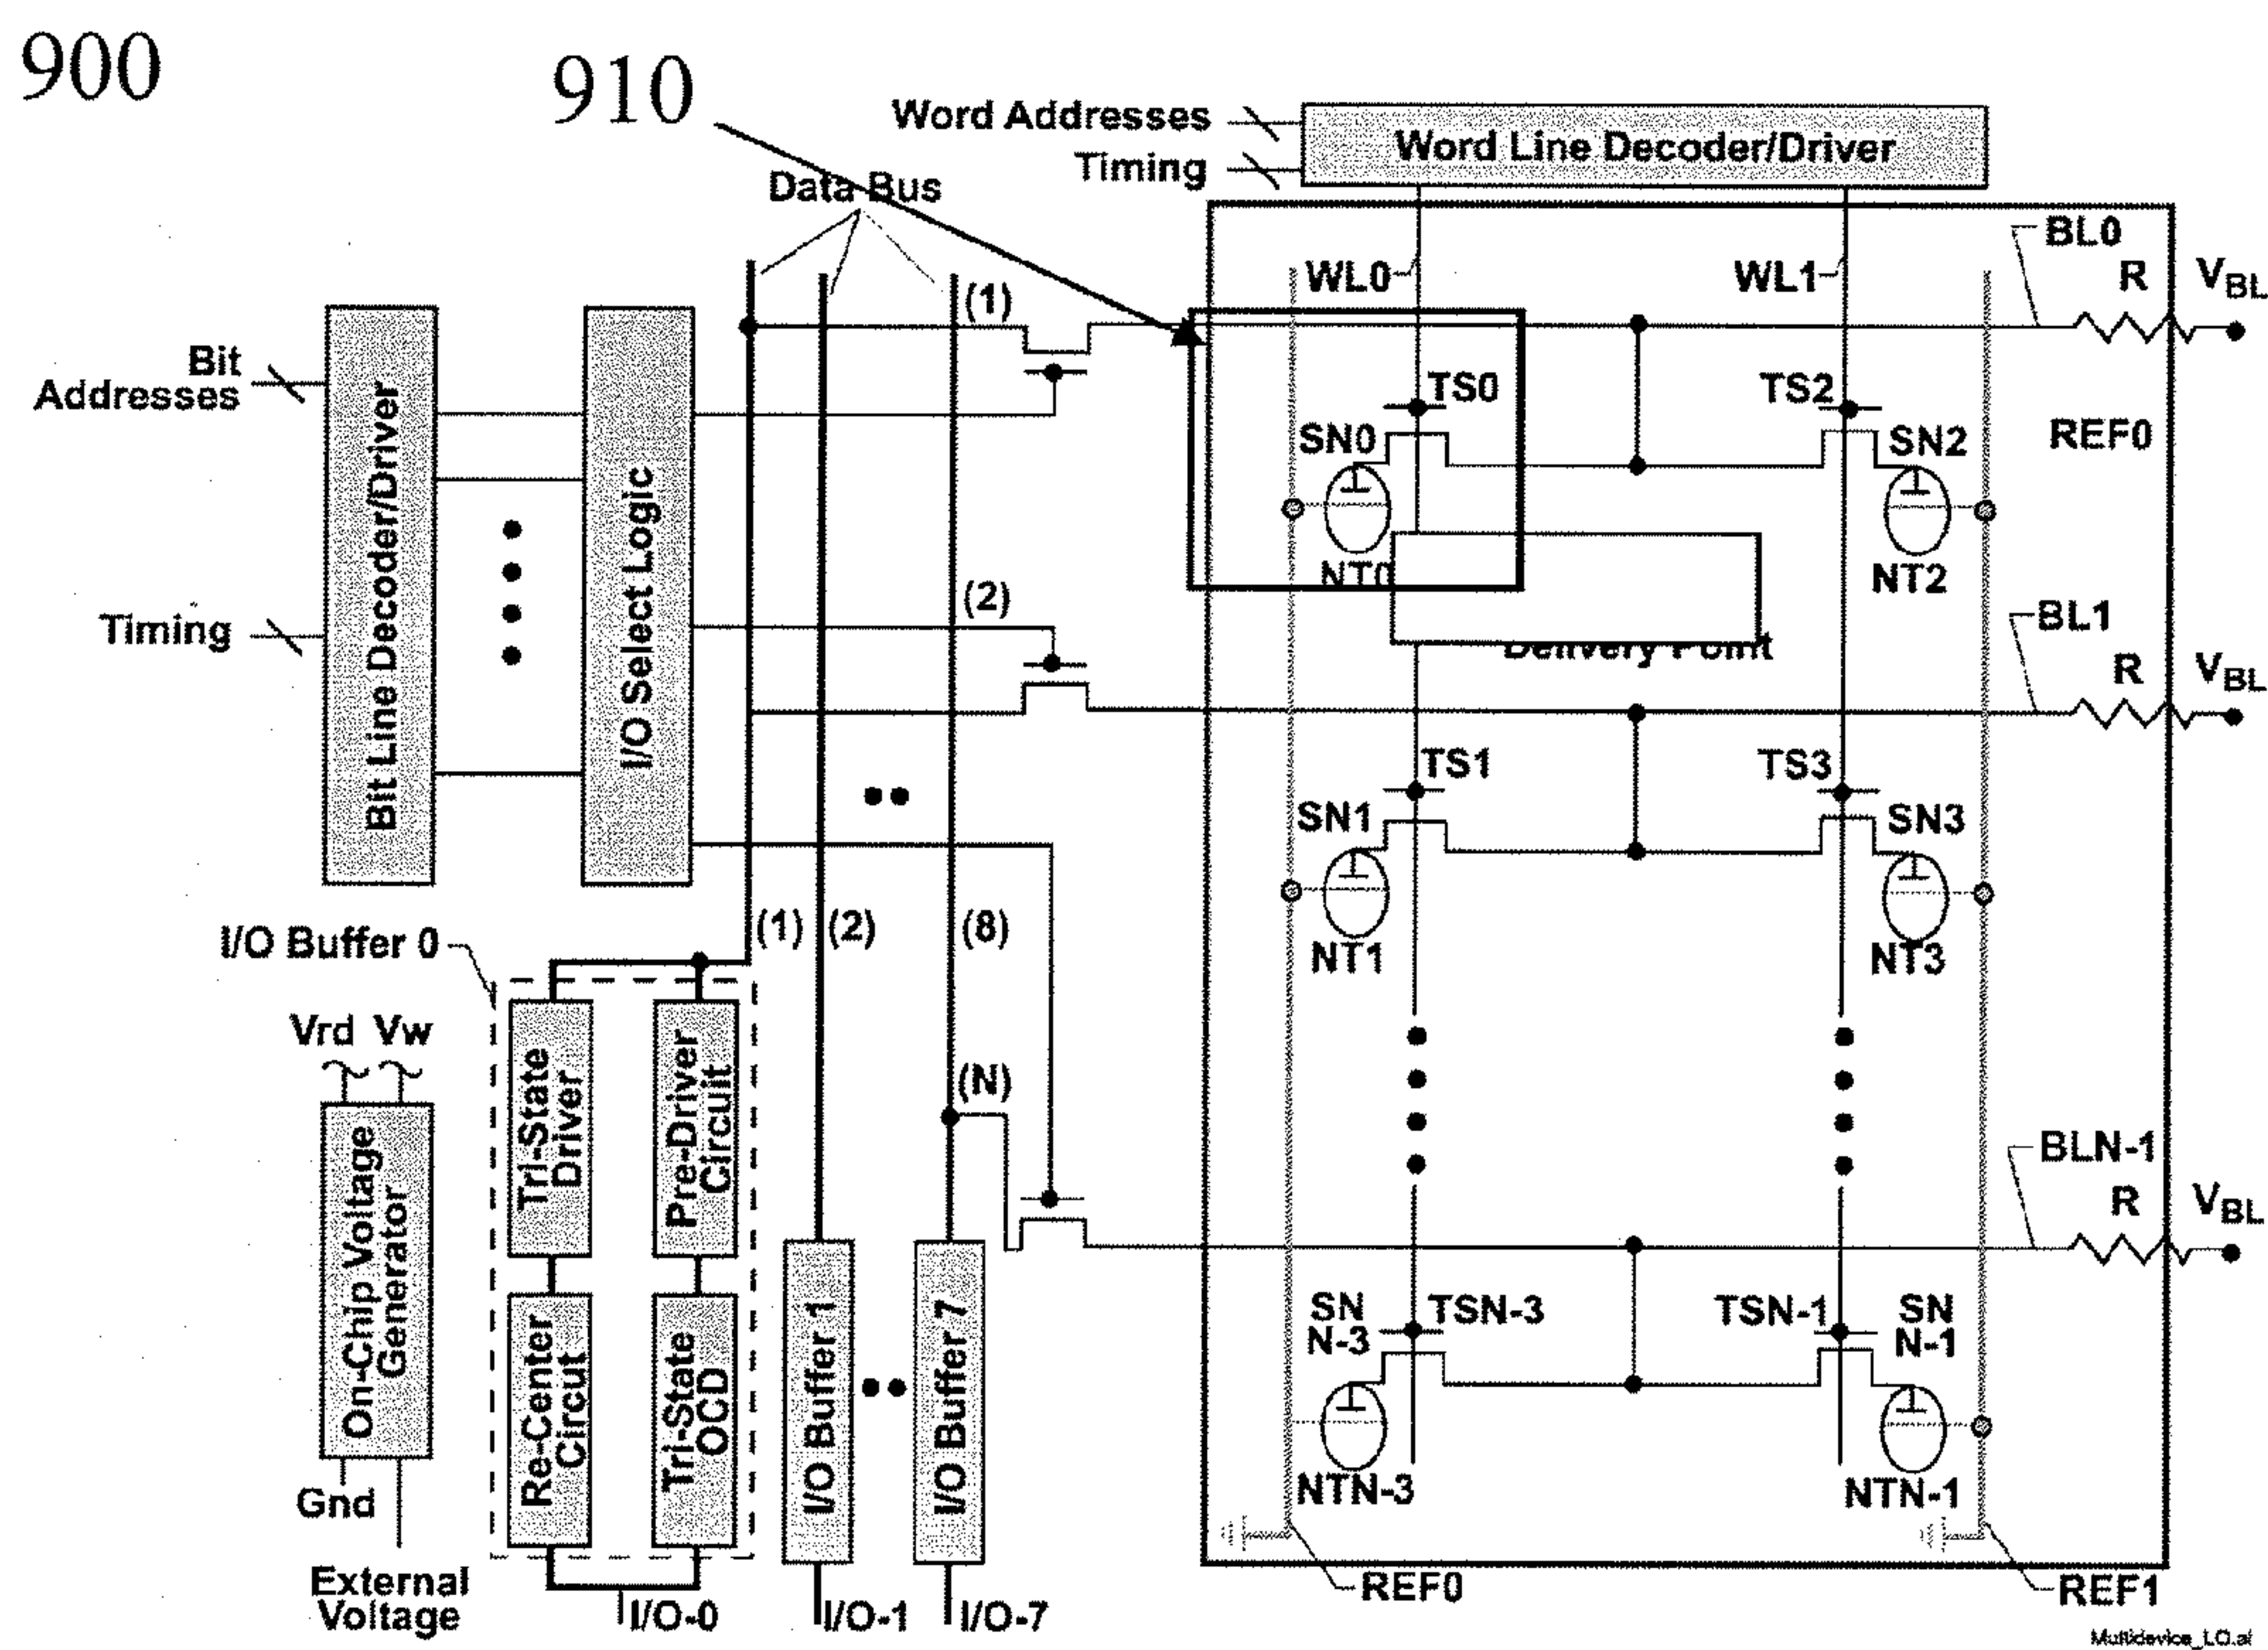 900
910
Word Addresses
Timing
Word Line Decoder/Driver
Data Bus
BL0
WL0
WL1
R
VBL
(1)
Bit
Addresses
TS0
TS2
SN0
SN2
REF0
Bit Line Decoder/Driver
I/O Select Logic
NT0
NT2
(2)
Timing
BL1
Delivery Point
R
VBL
TS1
TS3
SN1
SN3
(1)
(2)
(8)
I/O Buffer 0
NT1
NT3
Vrd
Vw
(N)
Tri-State
Driver
Pre-Driver
Circuit
On-Chip Voltage
Generator
BLN-1
R
VBL
SN
N-3
TSN-3
TSN-1
SN
N-1
Re-Center
Circuit
Tri-State
OCD
I/O Buffer 1
I/O Buffer 7
Gnd
NTN-3
NTN-1
External
Voltage
I/O-0
I/O-1
I/O-7
REF0
REF1
Multidevice_LO.ai